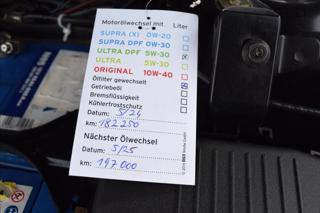 Motorölwechsel mit Liter
SUPRA (X) 0W-20
SUPRA DPF 0W-30
ULTRA DPF 5W-30
ULTRA 5W-30
ORIGINAL 10W-40
Ölfilter gewechselt
Getriebeöl
Bremsflüssigkeit
Kühlerfrostschutz
Datum: 5/24
km: 182 250
Nächster Ölwechsel
Datum: 5/25
km: 197.000